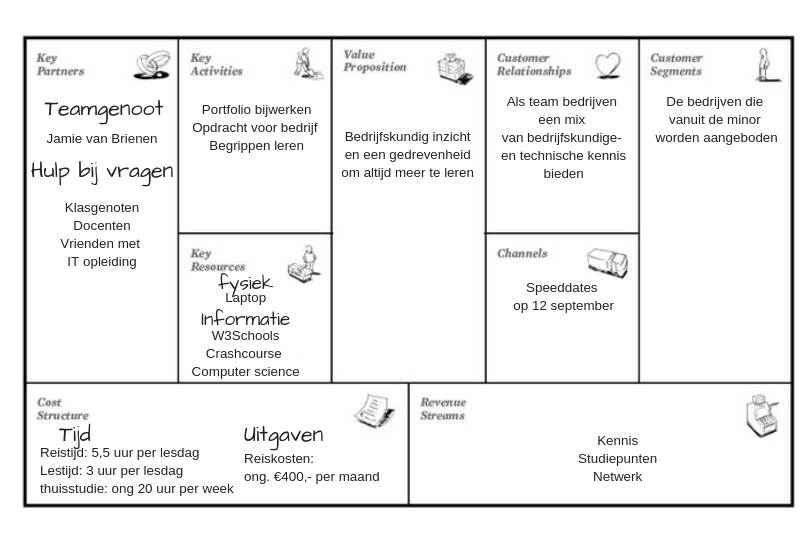 Key
Partners
Teamgenoot
Jamie van Brienen
Hulp bij vragen
Klasgenoten
Docenten
Vrienden met
IT opleiding
Key
Activities
Portfolio bijwerken
Opdracht voor bedrijf
Begrippen leren
Key
Resources
fysiek
Laptop
Informatie
W3Schools
Crashcourse
Computer science
Value
Proposition
Bedrijfskundig inzicht
en een gedrevenheid
om altijd meer te leren
Customer
Relationships
Als team bedrijven
een mix
van bedrijfskundige-
en technische kennis
bieden
Channels
Speeddates
op 12 september
Customer
Segments
De bedrijven die
vanuit de minor
worden aangeboden
Cost
Structure
Tijd
Reistijd: 5,5 uur per lesdag
Lestijd: 3 uur per lesdag
thuisstudie: ong 20 uur per week
Uitgaven
Reiskosten:
ong. €400,- per maand
Revenue
Streams
Kennis
Studiepunten
Netwerk